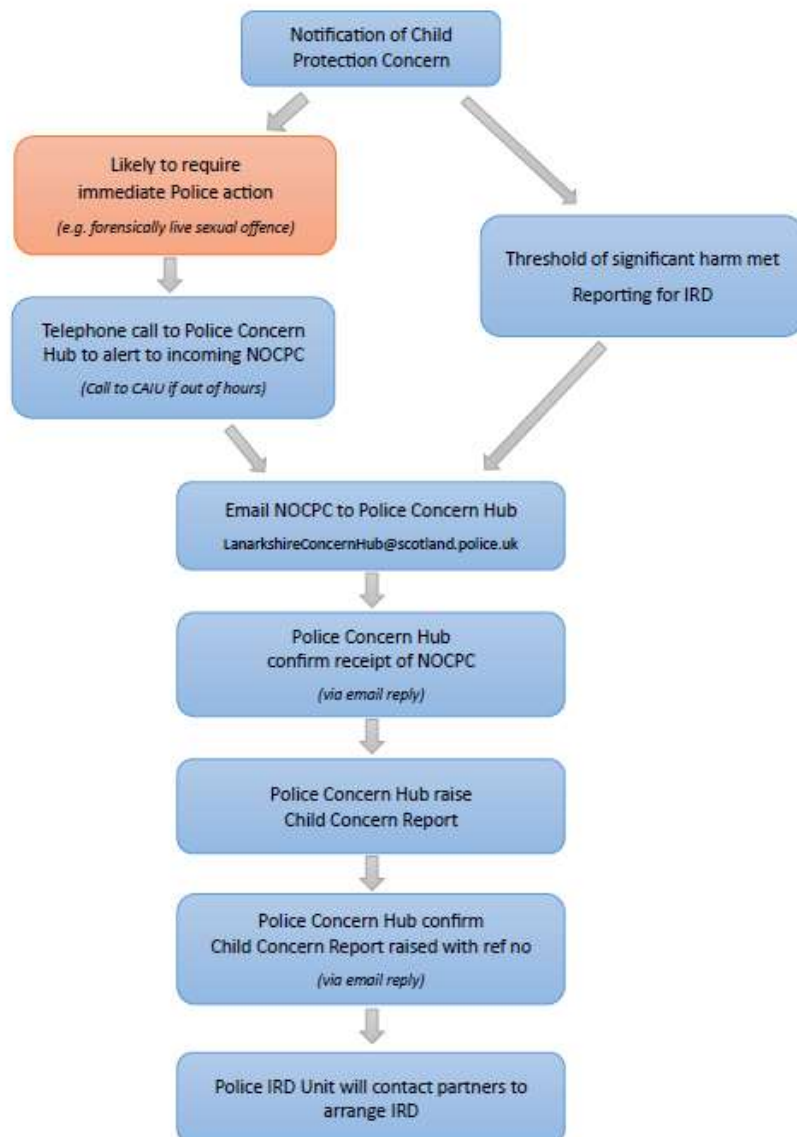 Notification of Child
Protection Concern
Likely to require
immediate Police action
(e.g. forensically live sexual offence)
Threshold of significant harm met
Reporting for IRD
Telephone call to Police Concern
Hub to alert to incoming NOCPC
(Call to CAIU if out of hours)
Email NOCPC to Police Concern Hub
LanarkshireConcernHub@scotland.police.uk
Police Concern Hub
confirm receipt of NOCPC
(via email reply)
Police Concern Hub raise
Child Concern Report
Police Concern Hub confirm
Child Concern Report raised with ref no
(via email reply)
Police IRD Unit will contact partners to
arrange IRD